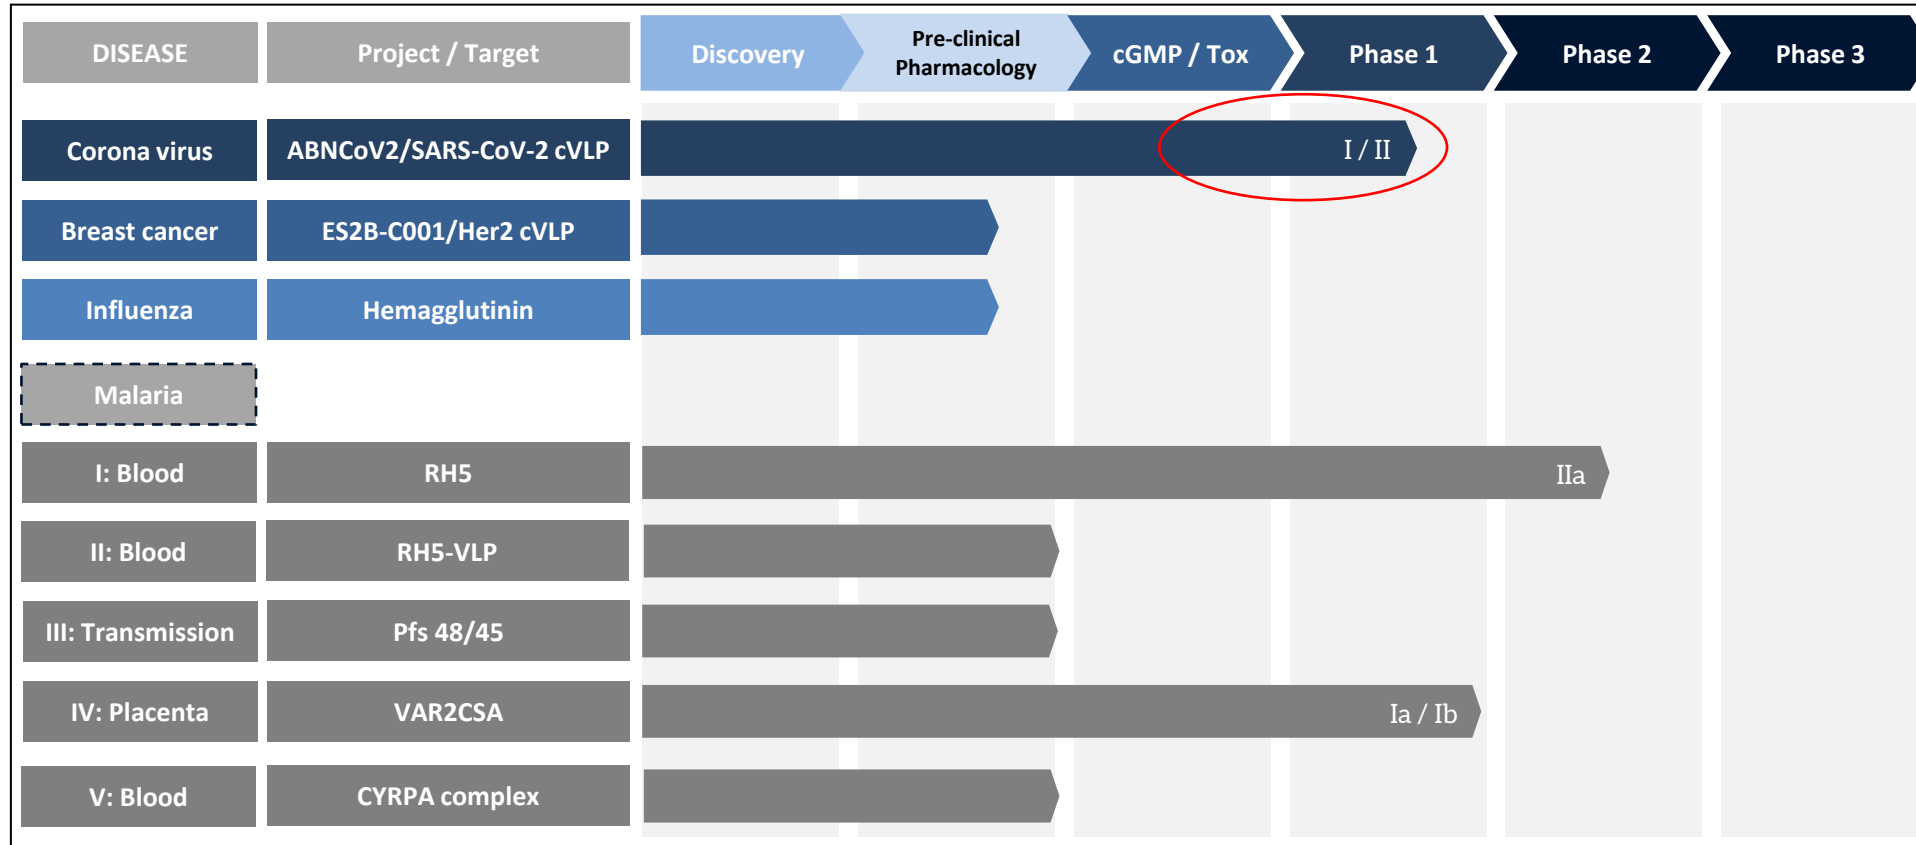 DISEASE
Project / Target
Discovery
Pre-clinical
Pharmacology
cGMP / Tox
Phase 1
Phase 2
Phase 3
Corona virus
ABNCoV2/SARS-CoV-2 cVLP
I / II
Breast cancer
ES2B-C001/Her2 cVLP
Influenza
Hemagglutinin
Malaria
I: Blood
RH5
IIa
II: Blood
RH5-VLP
III: Transmission
Pfs 48/45
IV: Placenta
VAR2CSA
Ia / Ib
V: Blood
CYRPA complex